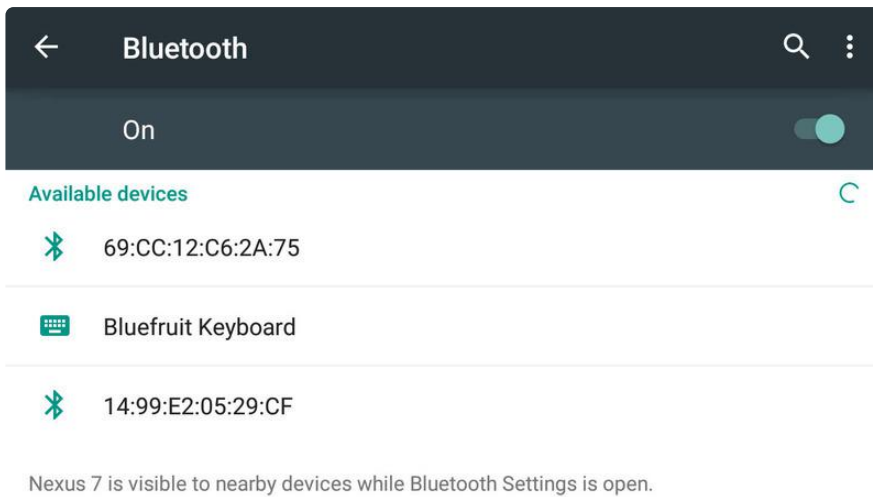 Bluetooth
On
Available devices
69:CC:12:C6:2A:75
Bluefruit Keyboard
14:99:E2:05:29:CF
Nexus 7 is visible to nearby devices while Bluetooth Settings is open.